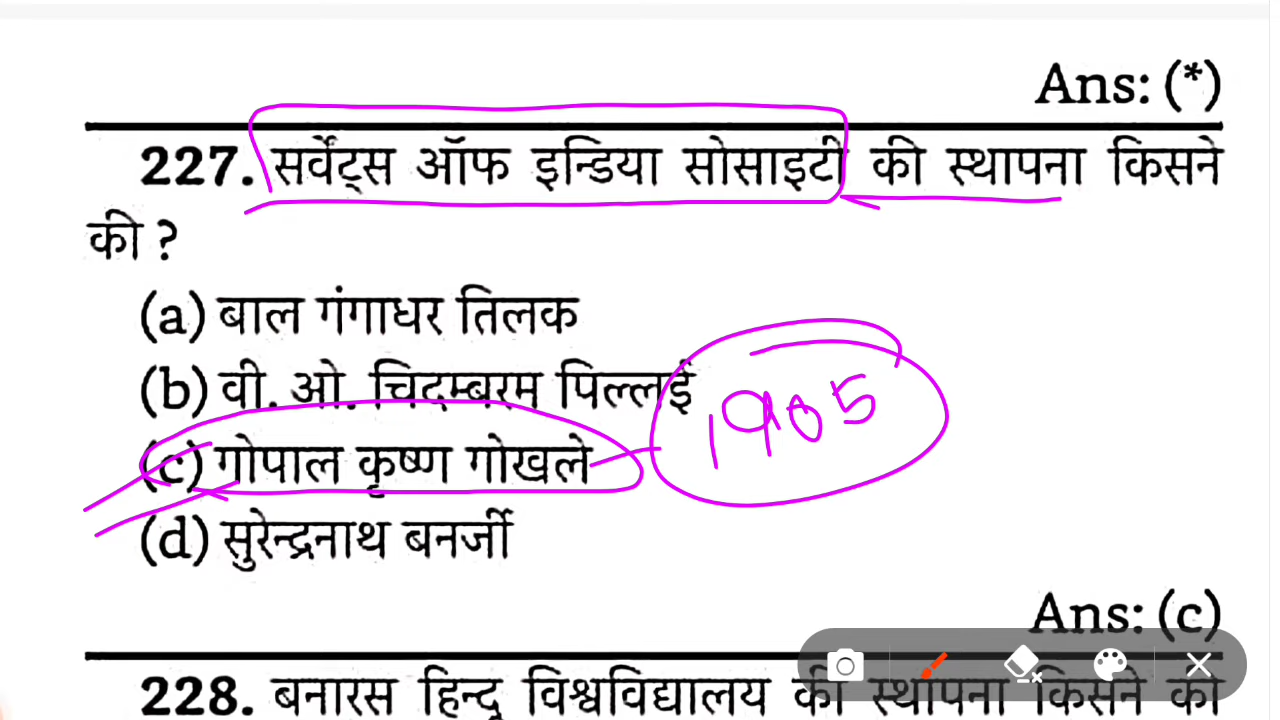 Ans: (*)
227. सर्वेंट्स ऑफ इन्डिया सोसाइटी की स्थापना किसने
की ?
(a) बाल गंगाधर तिलक
(b) वी. ओ. चिदम्बरम पिल्लई
1905
(c) गोपाल कृष्ण गोखले
(d) सुरेन्द्रनाथ बनर्जी
Ans: (c)
228. बनारस हिन्दू विश्वविद्यालय की स्थापना किसने की